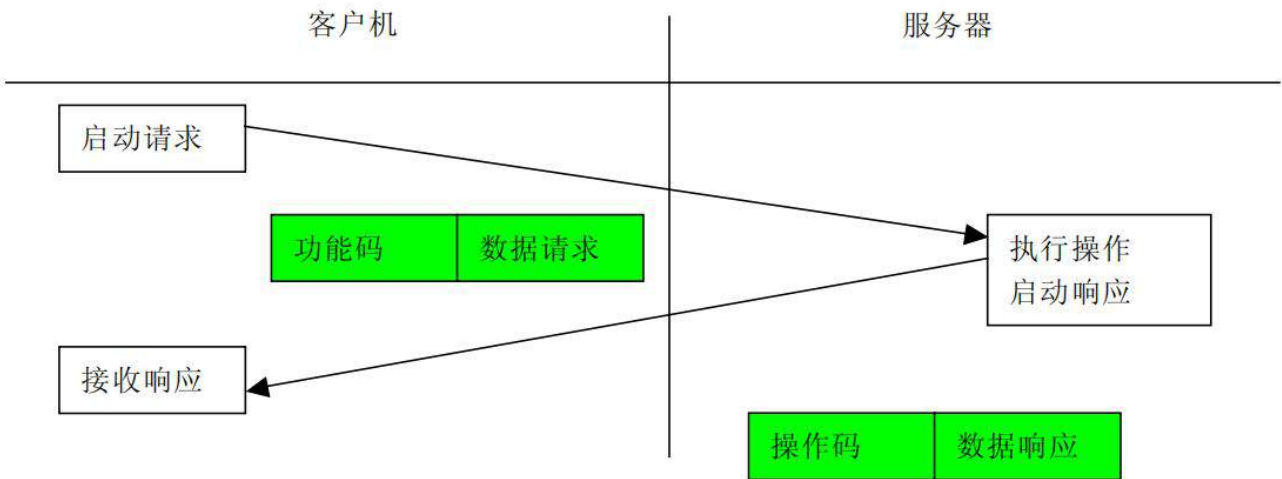 客户机
服务器
启动请求
功能码
数据请求
执行操作
启动响应
接收响应
操作码
数据响应